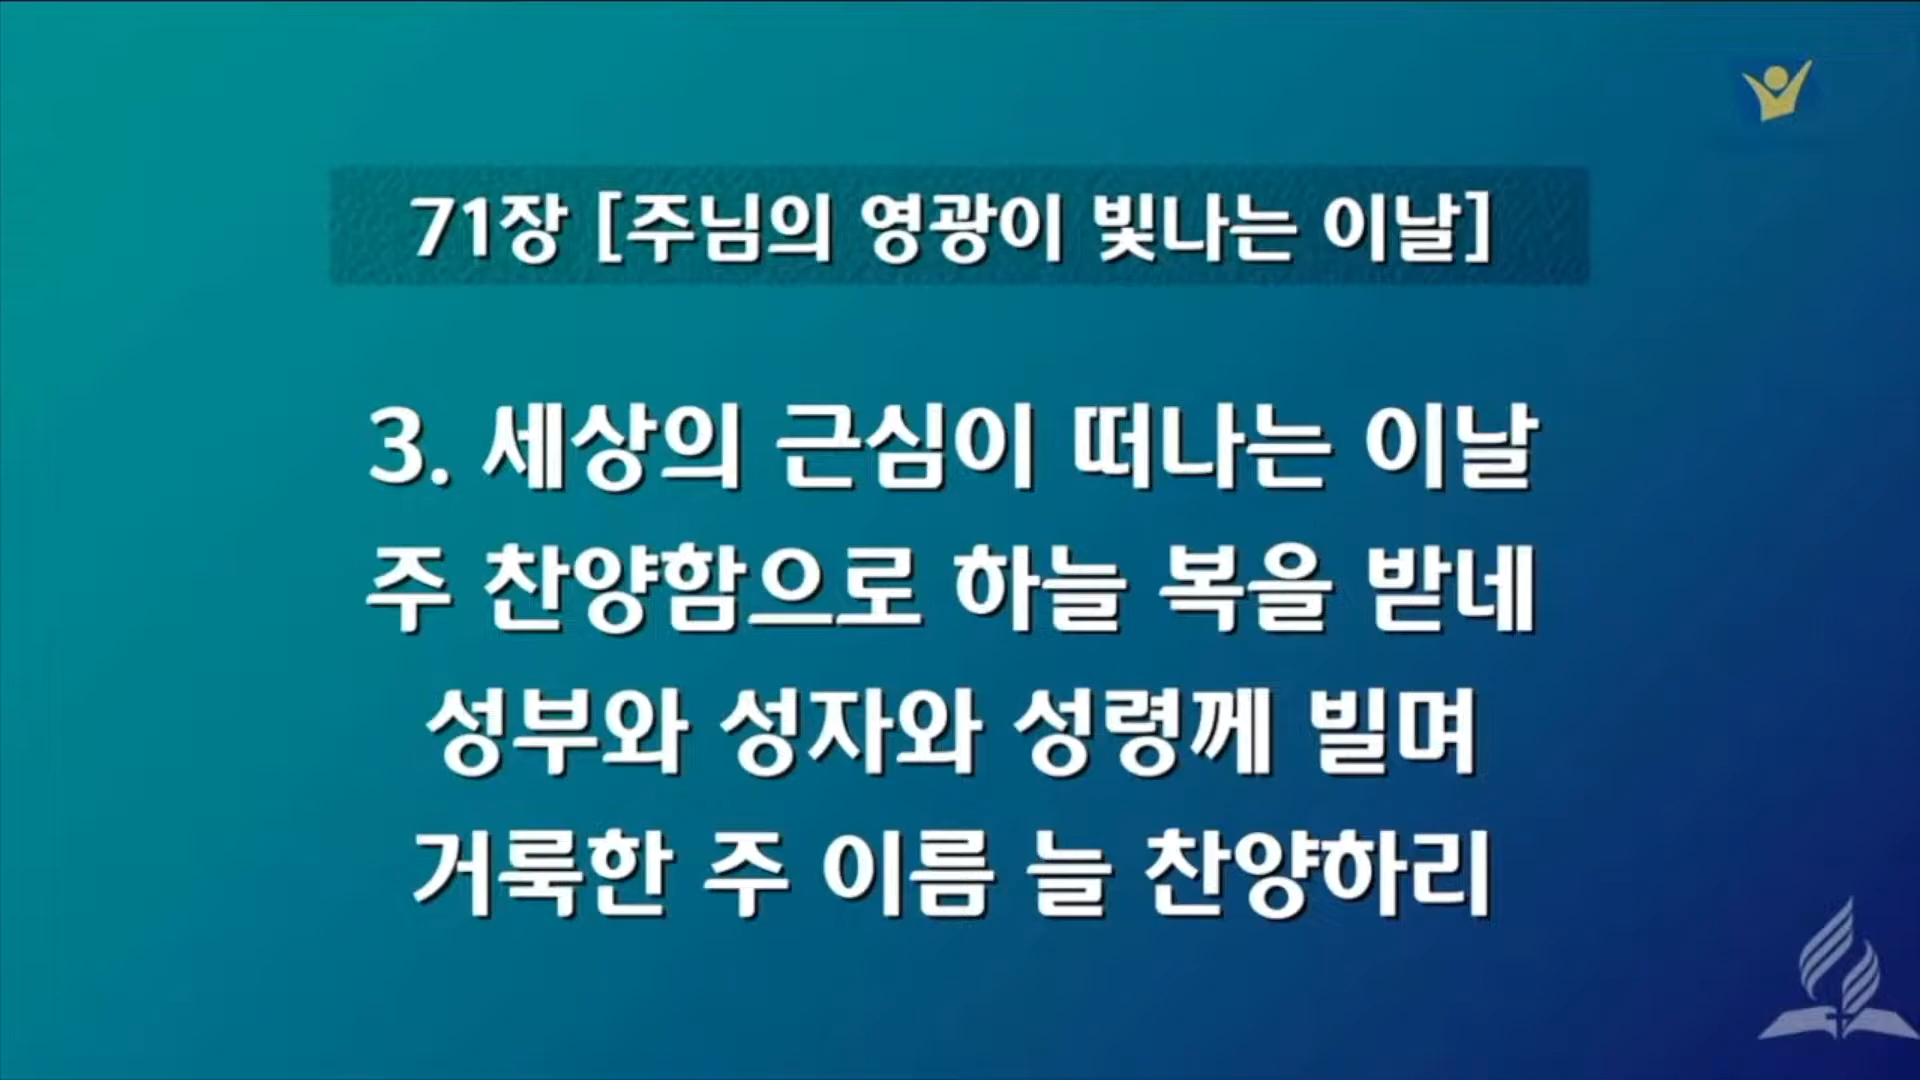 71장 [주님의 영광이 빛나는 이날]
3. 세상의 근심이 떠나는 이날
주 찬양함으로 하늘 복을 받네
성부와 성자와 성령께 빌며
거룩한 주 이름 늘 찬양하리